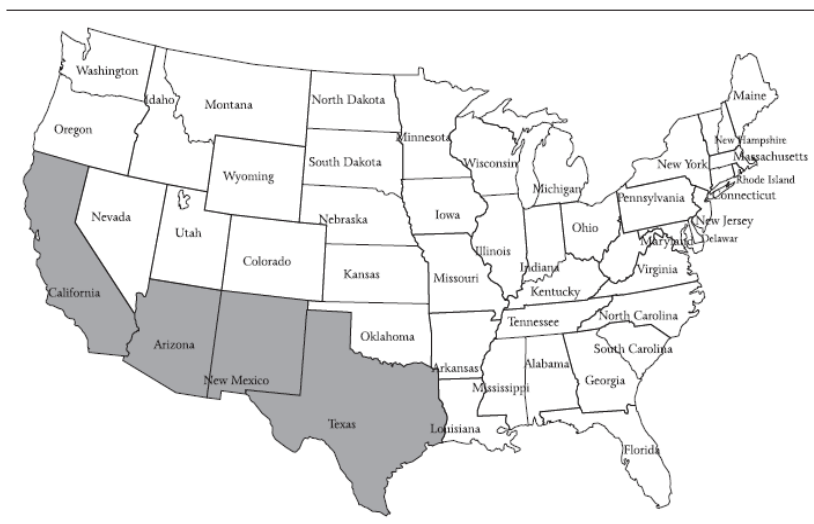 Washington
Maine
Idaho
Montana
North Dakota
Minnesota
Oregon
New Hampshire
Massachusetts
Wisconsin
South Dakota
New York
Wyoming
Rhode Island
Michigan
Connecticut
Pennsylvania
Iowa
Nevada
Nebraska
New Jersey
Ohio
Utah
Delawar
Maryland
Illinois
Colorado
Indiana
Virginia
Kansas
Missouri
Kentucky
California
North Carolina
Tennessee
Oklahoma
Arizona
South Carolina
Alabama
Arkansas
New Mexico
Georgia
Mississippi
Texas
Louisiana
Florida